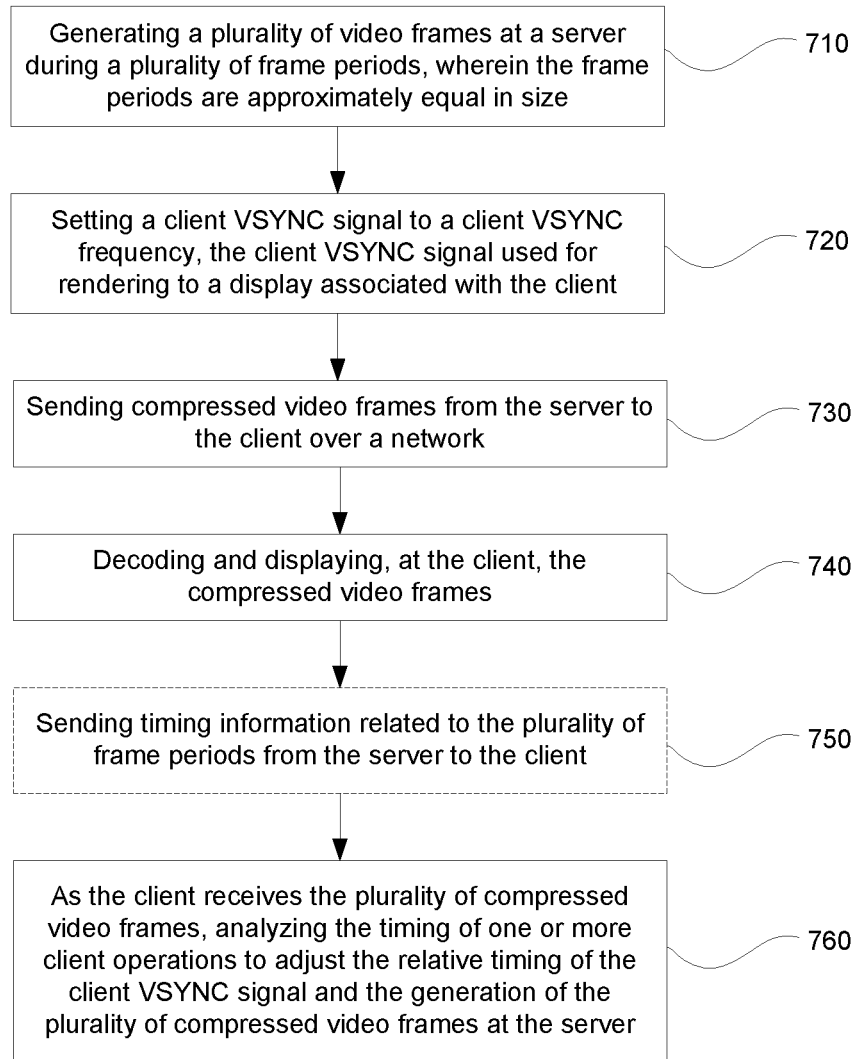 Generating a plurality of video frames at a server
during a plurality of frame periods, wherein the frame
periods are approximately equal in size
710
Setting a client VSYNC signal to a client VSYNC
frequency, the client VSYNC signal used for
rendering to a display associated with the client
720
Sending compressed video frames from the server to
the client over a network
730
Decoding and displaying, at the client, the
compressed video frames
740
Sending timing information related to the plurality of
frame periods from the server to the client
750
As the client receives the plurality of compressed
video frames, analyzing the timing of one or more
client operations to adjust the relative timing of the
client VSYNC signal and the generation of the
plurality of compressed video frames at the server
760